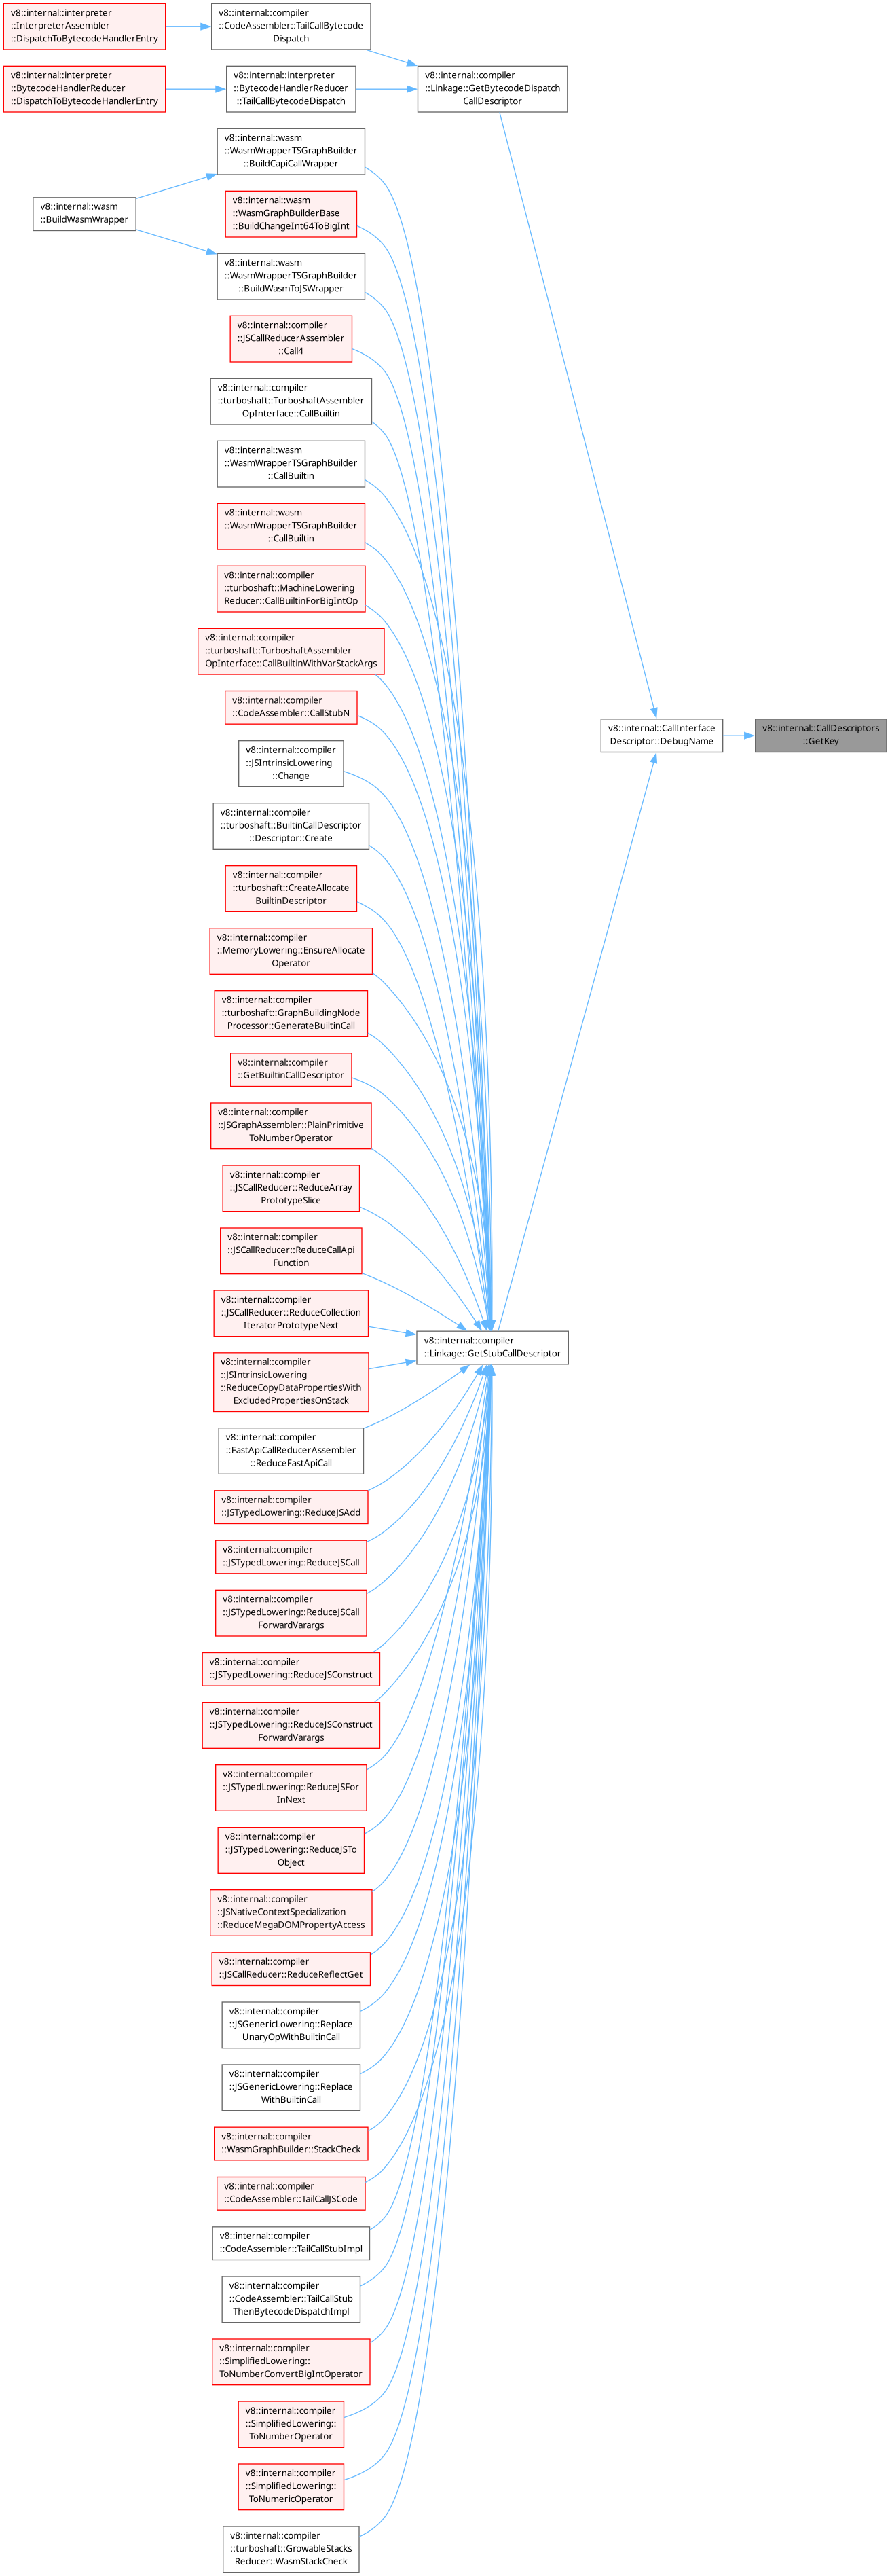 v8::internal::interpreter
::InterpreterAssembler
::DispatchToBytecodeHandlerEntry
v8::internal::compiler
::CodeAssembler::TailCallBytecode
Dispatch
v8::internal::interpreter
::BytecodeHandlerReducer
::DispatchToBytecodeHandlerEntry
v8::internal::interpreter
::BytecodeHandlerReducer
::TailCallBytecodeDispatch
v8::internal::compiler
::Linkage::GetBytecodeDispatch
CallDescriptor
v8::internal::wasm
::WasmWrapperTSGraphBuilder
::BuildCapiCallWrapper
v8::internal::wasm
::BuildWasmWrapper
v8::internal::wasm
::WasmGraphBuilderBase
::BuildChangeInt64ToBigInt
v8::internal::wasm
::WasmWrapperTSGraphBuilder
::BuildWasmToJSWrapper
v8::internal::compiler
::JSCallReducerAssembler
::Call4
v8::internal::compiler
::turboshaft::TurboshaftAssembler
OpInterface::CallBuiltin
v8::internal::wasm
::WasmWrapperTSGraphBuilder
::CallBuiltin
v8::internal::wasm
::WasmWrapperTSGraphBuilder
::CallBuiltin
v8::internal::compiler
::turboshaft::MachineLowering
Reducer::CallBuiltinForBigIntOp
v8::internal::compiler
::turboshaft::TurboshaftAssembler
OpInterface::CallBuiltinWithVarStackArgs
v8::internal::compiler
::CodeAssembler::CallStubN
v8::internal::CallInterface
Descriptor::DebugName
v8::internal::CallDescriptors
::GetKey
v8::internal::compiler
::JSIntrinsicLowering
::Change
v8::internal::compiler
::turboshaft::BuiltinCallDescriptor
::Descriptor::Create
v8::internal::compiler
::turboshaft::CreateAllocate
BuiltinDescriptor
v8::internal::compiler
::MemoryLowering::EnsureAllocate
Operator
v8::internal::compiler
::turboshaft::GraphBuildingNode
Processor::GenerateBuiltinCall
v8::internal::compiler
::GetBuiltinCallDescriptor
v8::internal::compiler
::JSGraphAssembler::PlainPrimitive
ToNumberOperator
v8::internal::compiler
::JSCallReducer::ReduceArray
PrototypeSlice
v8::internal::compiler
::JSCallReducer::ReduceCallApi
Function
v8::internal::compiler
::JSCallReducer::ReduceCollection
IteratorPrototypeNext
v8::internal::compiler
::Linkage::GetStubCallDescriptor
v8::internal::compiler
::JSIntrinsicLowering
::ReduceCopyDataPropertiesWith
ExcludedPropertiesOnStack
v8::internal::compiler
::FastApiCallReducerAssembler
::ReduceFastApiCall
v8::internal::compiler
::JSTypedLowering::ReduceJSAdd
v8::internal::compiler
::JSTypedLowering::ReduceJSCall
v8::internal::compiler
::JSTypedLowering::ReduceJSCall
ForwardVarargs
v8::internal::compiler
::JSTypedLowering::ReduceJSConstruct
v8::internal::compiler
::JSTypedLowering::ReduceJSConstruct
ForwardVarargs
v8::internal::compiler
::JSTypedLowering::ReduceJSFor
InNext
v8::internal::compiler
::JSTypedLowering::ReduceJSTo
Object
v8::internal::compiler
::JSNativeContextSpecialization
::ReduceMegaDOMPropertyAccess
v8::internal::compiler
::JSCallReducer::ReduceReflectGet
v8::internal::compiler
::JSGenericLowering::Replace
UnaryOpWithBuiltinCall
v8::internal::compiler
::JSGenericLowering::Replace
WithBuiltinCall
v8::internal::compiler
::WasmGraphBuilder::StackCheck
v8::internal::compiler
::CodeAssembler::TailCallJSCode
v8::internal::compiler
::CodeAssembler::TailCallStubImpl
v8::internal::compiler
::CodeAssembler::TailCallStub
ThenBytecodeDispatchImpl
v8::internal::compiler
::SimplifiedLowering::
ToNumberConvertBigIntOperator
v8::internal::compiler
::SimplifiedLowering::
ToNumberOperator
v8::internal::compiler
::SimplifiedLowering::
ToNumericOperator
v8::internal::compiler
::turboshaft::GrowableStacks
Reducer::WasmStackCheck